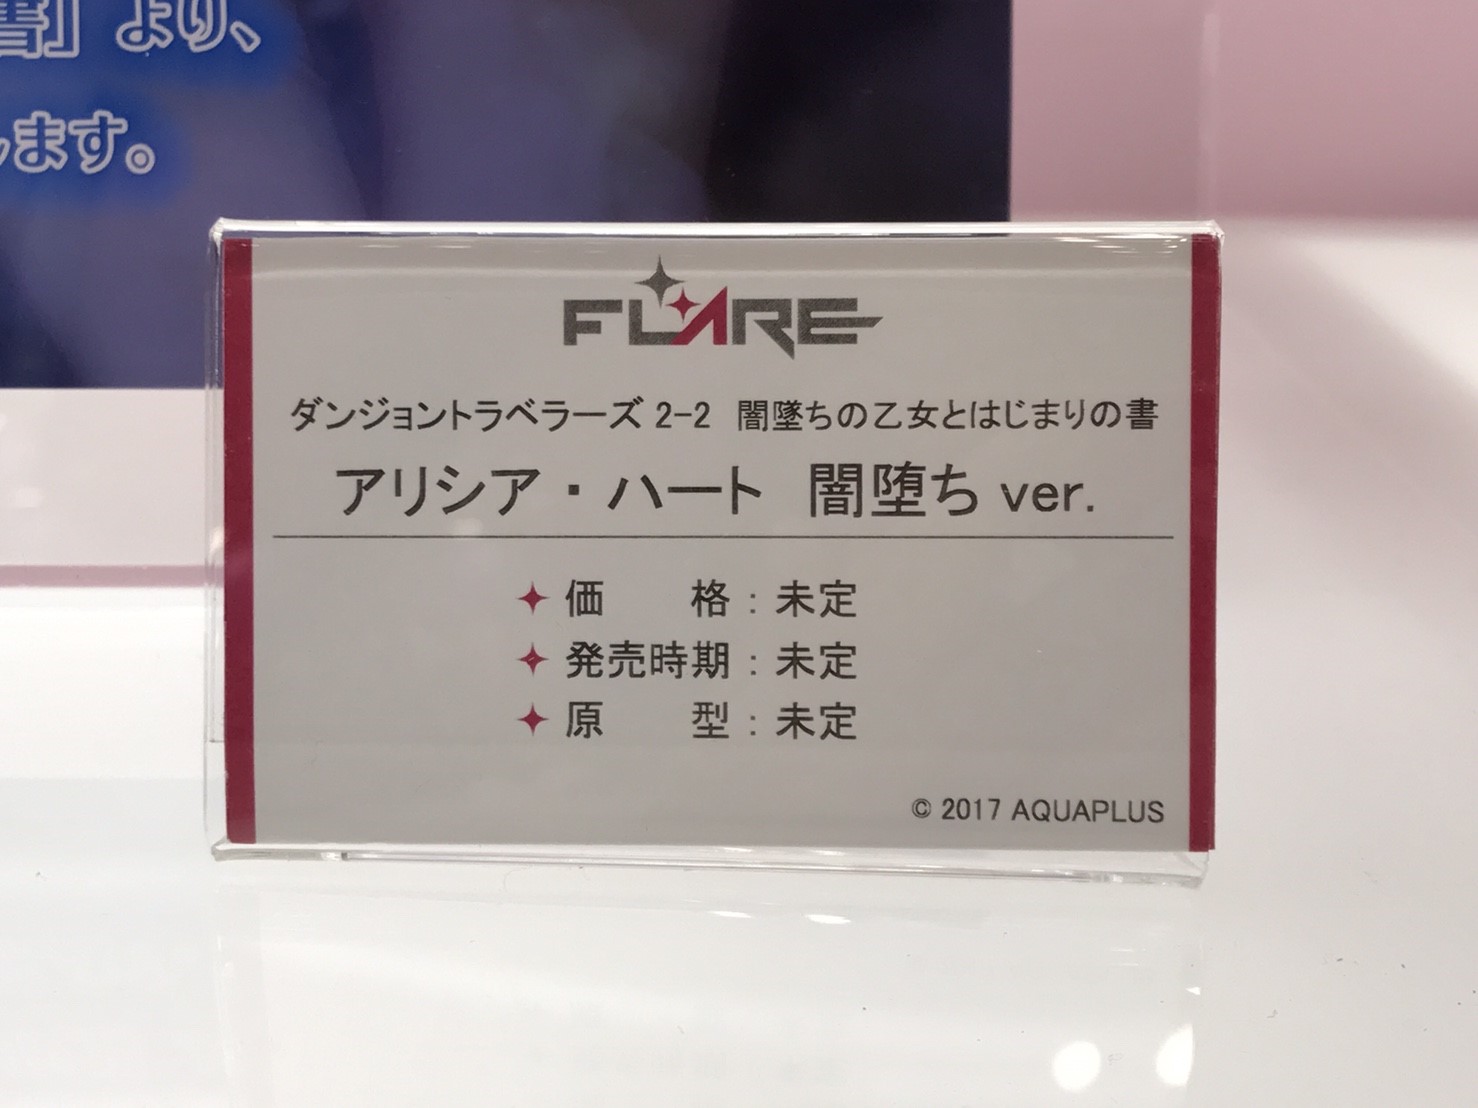 書』より、
します。
FLARE
ダンジョントラベラーズ 2-2 闇墜ちの乙女とはじまりの書
アリシア・ハート 闇堕ち ver.
価 格：未定
発売時期：未定
原 型：未定
© 2017 AQUAPLUS